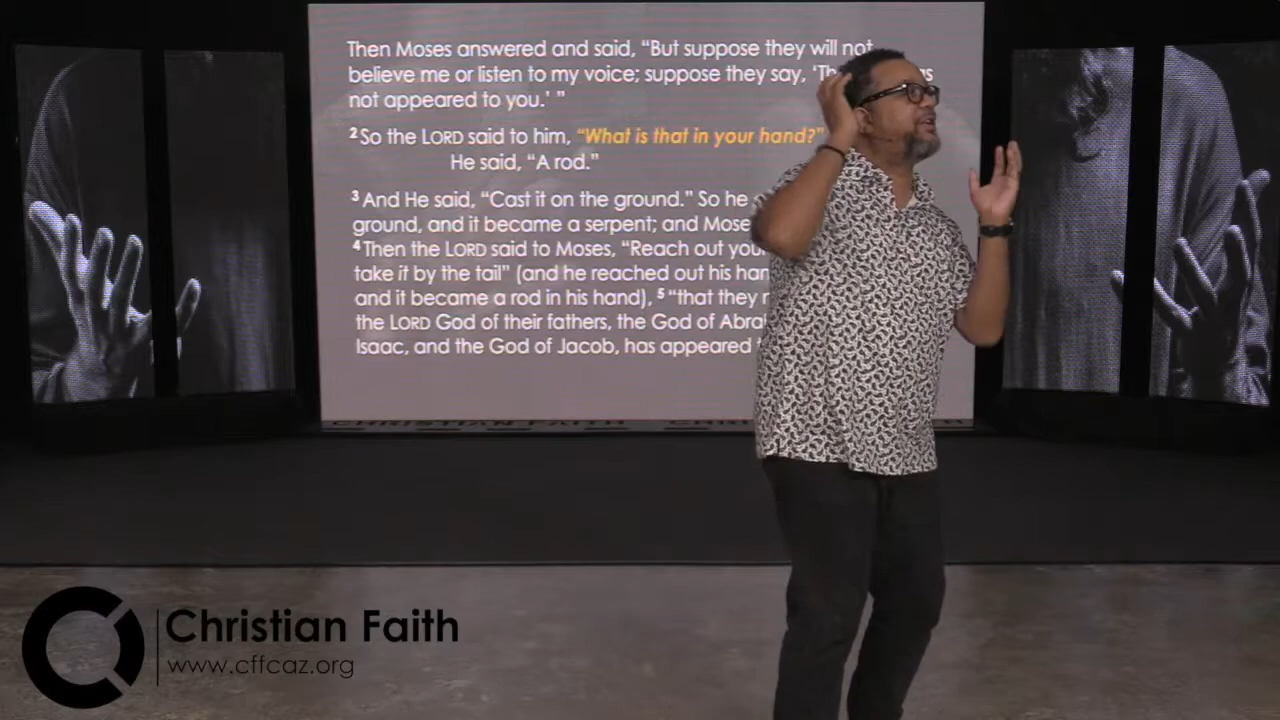 Then Moses answered and said, “But suppose they will not
believe me or listen to my voice; suppose they say, ‘The
not appeared to you.’ ”
2 So the LORD said to him, “What is that in your hand?”
He said, “A rod.”
3 And He said, “Cast it on the ground.” So he
ground, and it became a serpent; and Mose
4 Then the LORD said to Moses, “Reach out you
take it by the tail” (and he reached out his han
and it became a rod in his hand), 5 “that they
the LORD God of their fathers, the God of Abra
Isaac, and the God of Jacob, has appeared
CHRISTIAN FAITH
Christian Faith
www.cffcaz.org